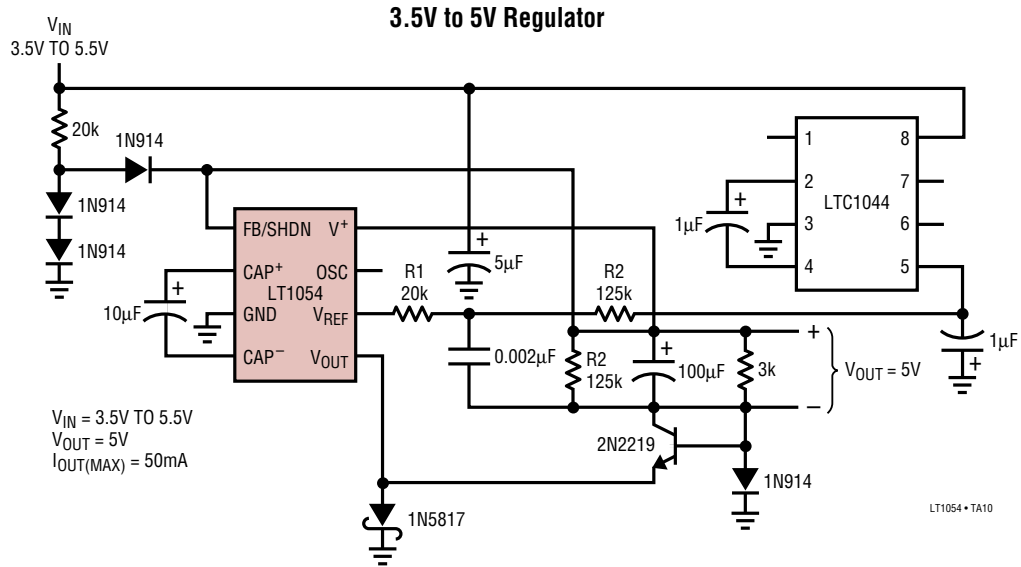 3.5V to 5V Regulator
VIN
3.5V TO 5.5V
20k
1N914
1N914
1N914
FB/SHDN V+
CAP+ OSC
LT1054
GND VREF
CAP− VOUT
10µF
+
R1
20k
5µF
+
R2
125k
0.002µF
R2
125k
100µF
+
3k
+
−
VOUT = 5V
1µF
+
1 8
2 7
LTC1044
3 6
4 5
1µF
+
2N2219
1N914
1N5817
VIN = 3.5V TO 5.5V
VOUT = 5V
IOUT(MAX) = 50mA
LT1054 • TA10